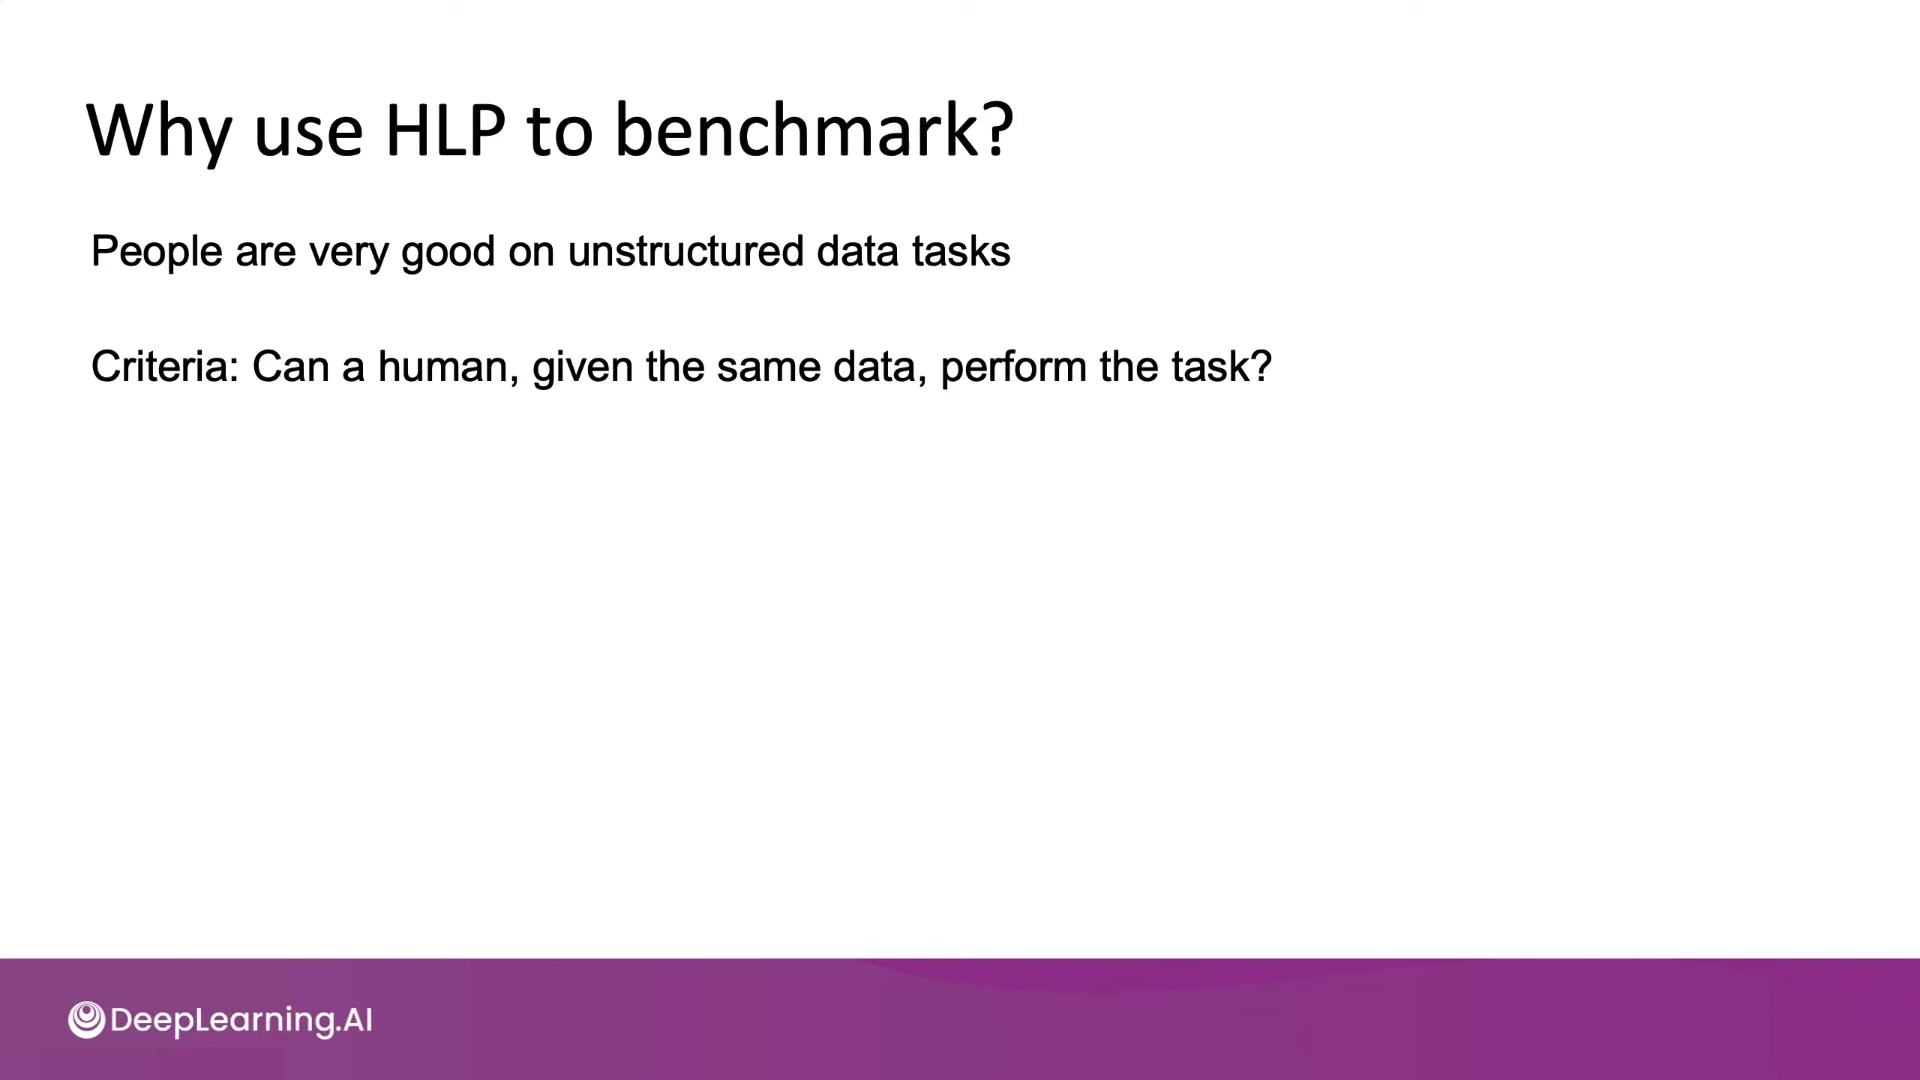 Why use HLP to benchmark?
People are very good on unstructured data tasks
Criteria: Can a human, given the same data, perform the task?
DeepLearning.AI